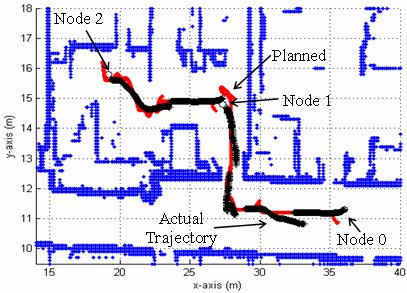 18
17
16
15
14
13
12
11
10
15
20
25
30
35
40
y-axis (m)
x-axis (m)
Node 2
Planned
Node 1
Actual
Trajectory
Node 0